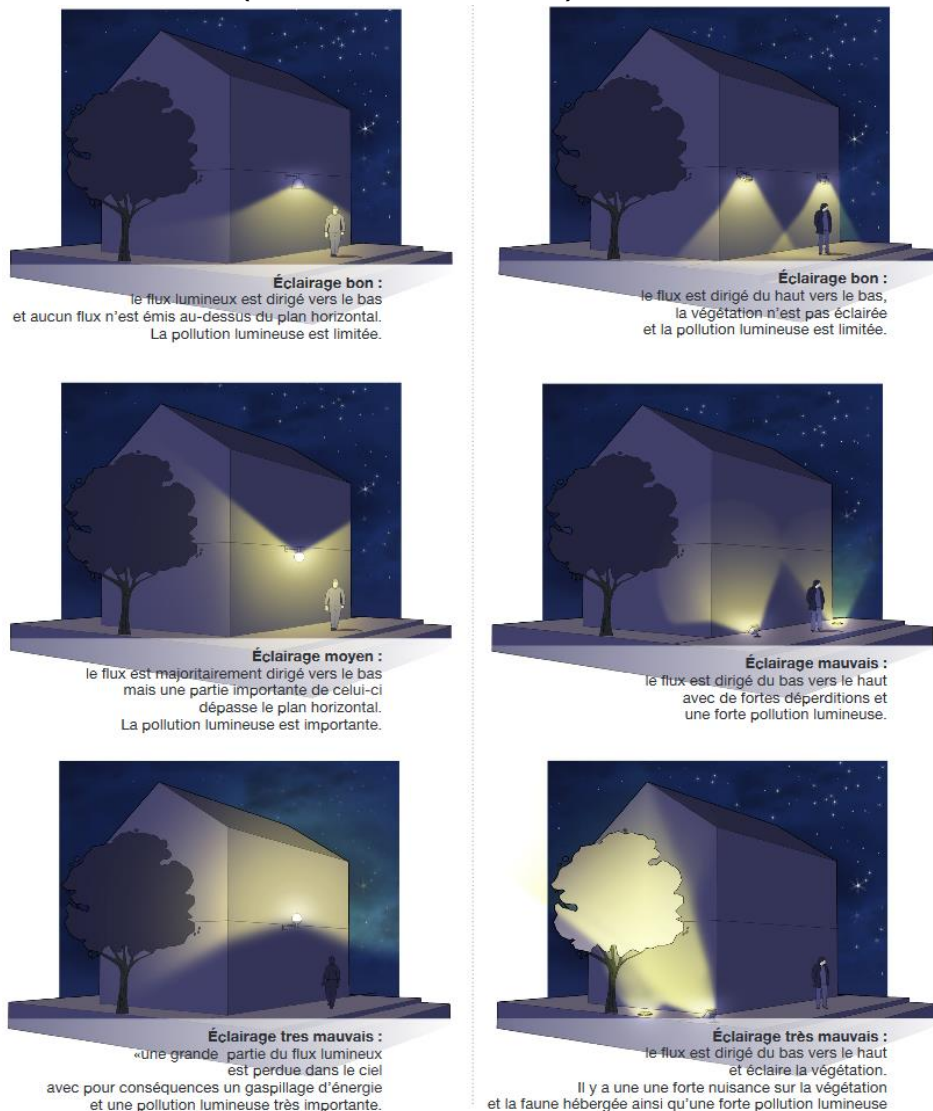 Éclairage bon :
le flux lumineux est dirigé vers le bas
et aucun flux n'est émis au-dessus du plan horizontal.
La pollution lumineuse est limitée.
Éclairage bon :
le flux est dirigé du haut vers le bas,
la végétation n'est pas éclairée
et la pollution lumineuse est limitée.
Éclairage moyen :
le flux est majoritairement dirigé vers le bas
mais une partie importante de celui-ci
dépasse le plan horizontal.
La pollution lumineuse est importante.
Éclairage mauvais :
le flux est dirigé du bas vers le haut
avec de fortes déperditions et
une forte pollution lumineuse.
Éclairage tres mauvais :
«une grande partie du flux lumineux
est perdue dans le ciel
avec pour conséquences un gaspillage d'énergie
et une pollution lumineuse très importante.
Éclairage très mauvais :
le flux est dirigé du bas vers le haut
et éclaire la végétation.
Il y a une une forte nuisance sur la végétation
et la faune hébergée ainsi qu'une forte pollution lumineuse